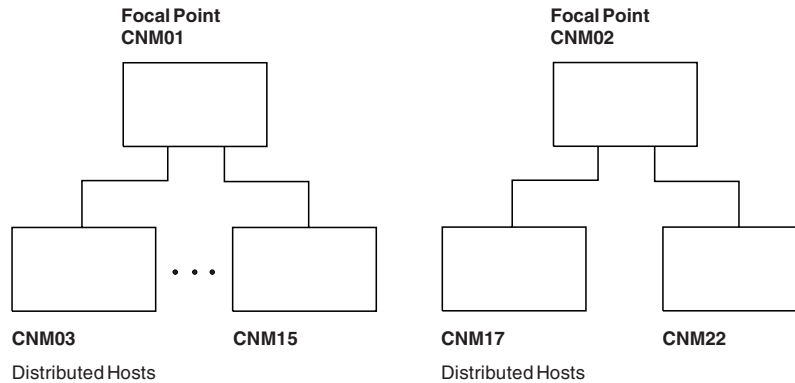 Focal Point
CNM01
Focal Point
CNM02
CNM03
CNM15
CNM17
CNM22
Distributed Hosts
Distributed Hosts